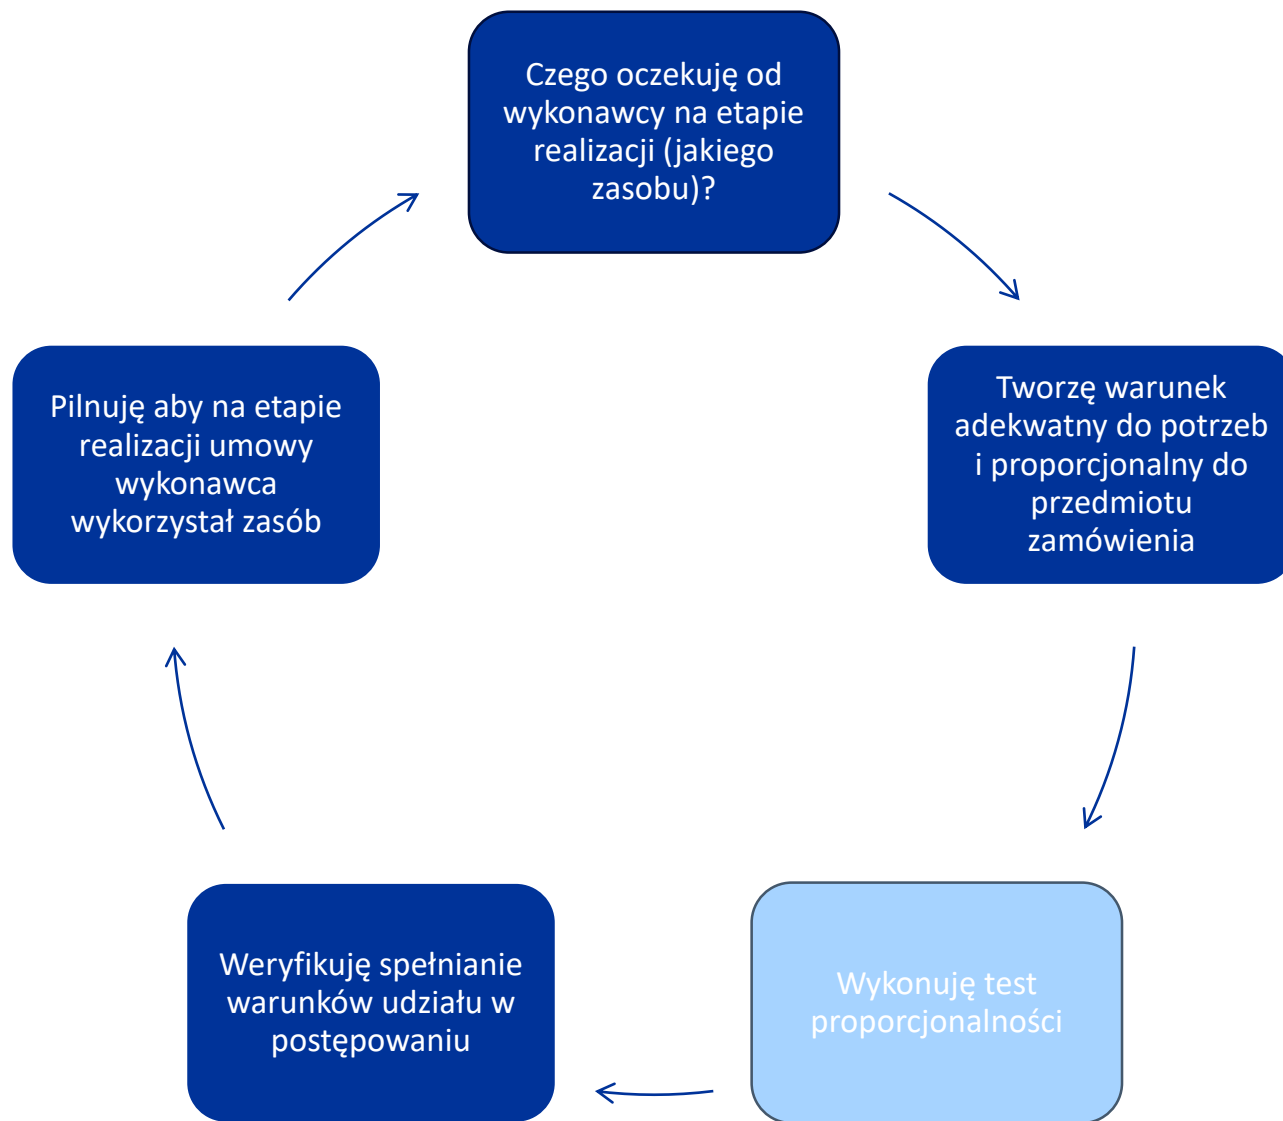 Czego oczekuję od
wykonawcy na etapie
realizacji (jakiego
zasobu)?
Tworzę warunek
adekwatny do potrzeb
i proporcjonalny do
przedmiotu
zamówienia
Wykonuję test
proporcjonalności
Weryfikuję spełnianie
warunków udziału w
postępowaniu
Pilnuję aby na etapie
realizacji umowy
wykonawca
wykorzystał zasób